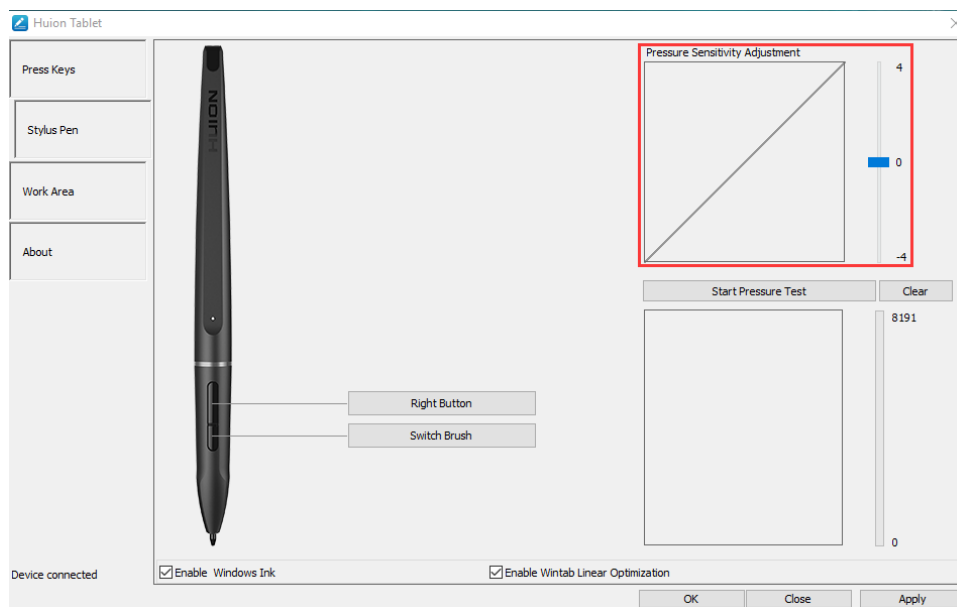 Huion Tablet
Press Keys
Stylus Pen
Work Area
About
Device connected
HUION
Right Button
Switch Brush
Pressure Sensitivity Adjustment
4
0
-4
Start Pressure Test
Clear
8191
0
Enable Windows Ink
Enable Wintab Linear Optimization
OK
Close
Apply